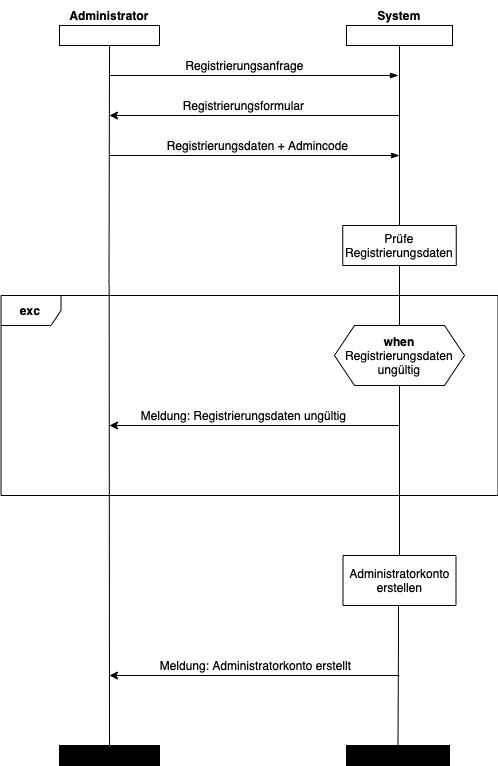 Administrator
System
Registrierungsanfrage
Registrierungsformular
Registrierungsdaten + Admincode
Prüfe
Registrierungsdaten
exc
when
Registrierungsdaten
ungültig
Meldung: Registrierungsdaten ungültig
Administratorkonto
erstellen
Meldung: Administratorkonto erstellt